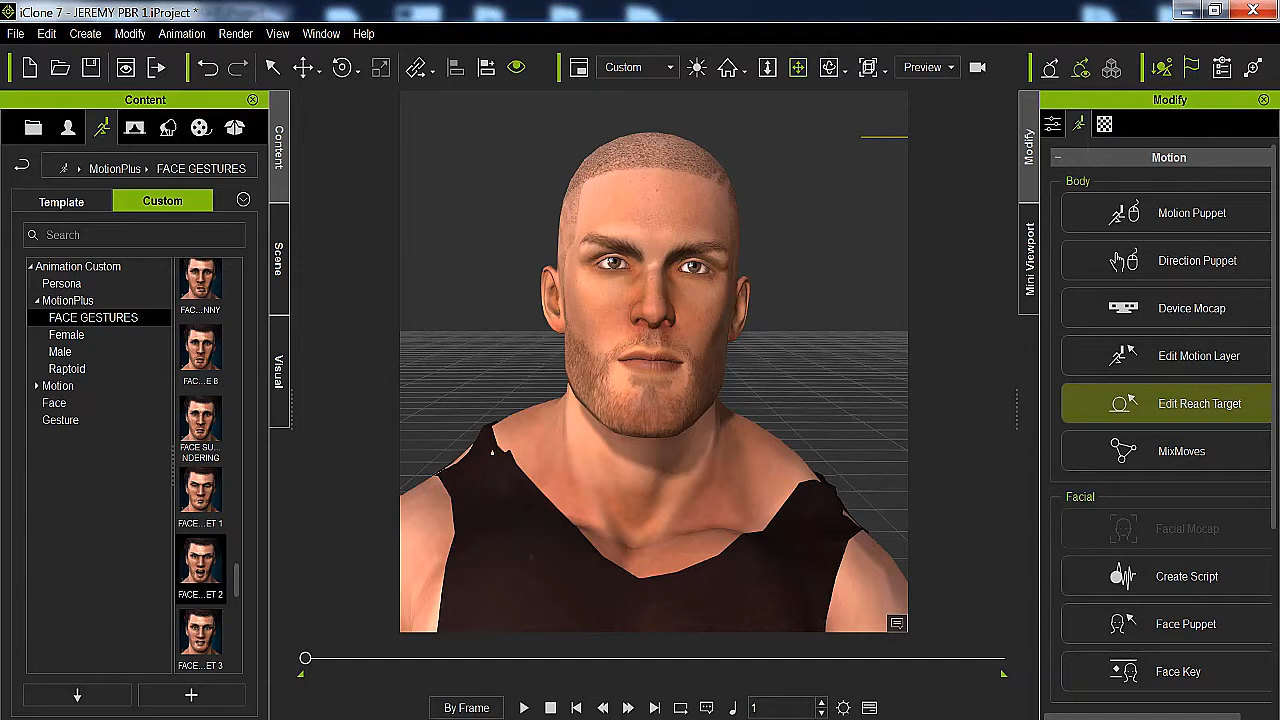 iClone 7 - JEREMY PBR 1.iProject *
File Edit Create Modify Animation Render View Window Help
Custom
Preview
Content
Modify
MotionPlus FACE GESTURES
Template Custom
Search
Animation Custom
Persona
MotionPlus
FACE GESTURES
Female
Male
Raptoid
Motion
Face
Gesture
FAC...NNY
FAC...E 8
FACE SU...
NDERING
FACE...ET 1
FACE...ET 2
FACE...ET 3
Content
Scene
Visual
By Frame
1
Modify
Mini Viewport
Motion
Body
Motion Puppet
Direction Puppet
Device Mocap
Edit Motion Layer
Edit Reach Target
MixMoves
Facial
Facial Mocap
Create Script
Face Puppet
Face Key